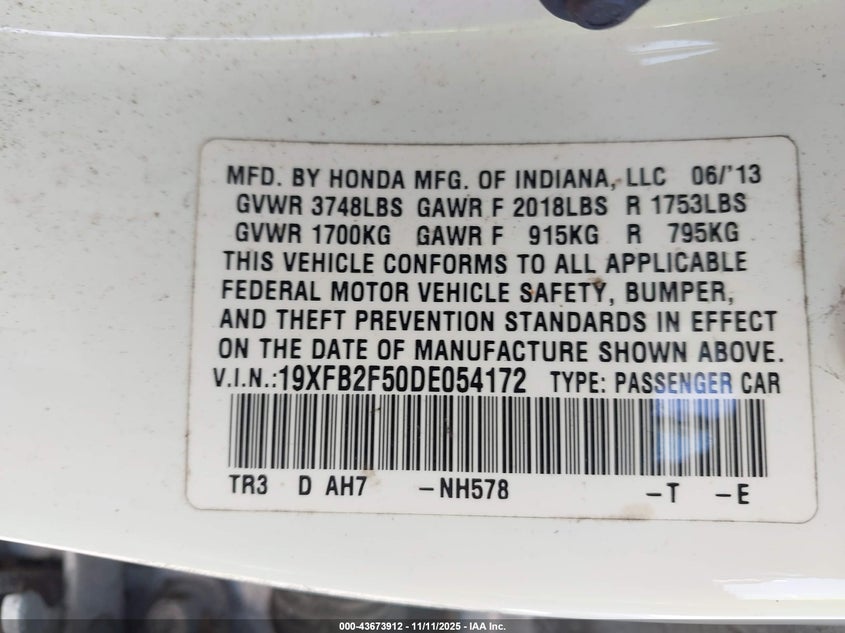 MFD. BY HONDA MFG. OF INDIANA, LLC 06/'13
GVWR 3748LBS GAWR F 2018LBS R 1753LBS
GVWR 1700KG GAWR F 915KG R 795KG
THIS VEHICLE CONFORMS TO ALL APPLICABLE
FEDERAL MOTOR VEHICLE SAFETY, BUMPER,
AND THEFT PREVENTION STANDARDS IN EFFECT
ON THE DATE OF MANUFACTURE SHOWN ABOVE.
V.I.N.:19XFB2F50DE054172 TYPE: PASSENGER CAR
TR3 D AH7 -NH578 -T -E
000-43673912 - 11/11/2025 - IAA Inc.